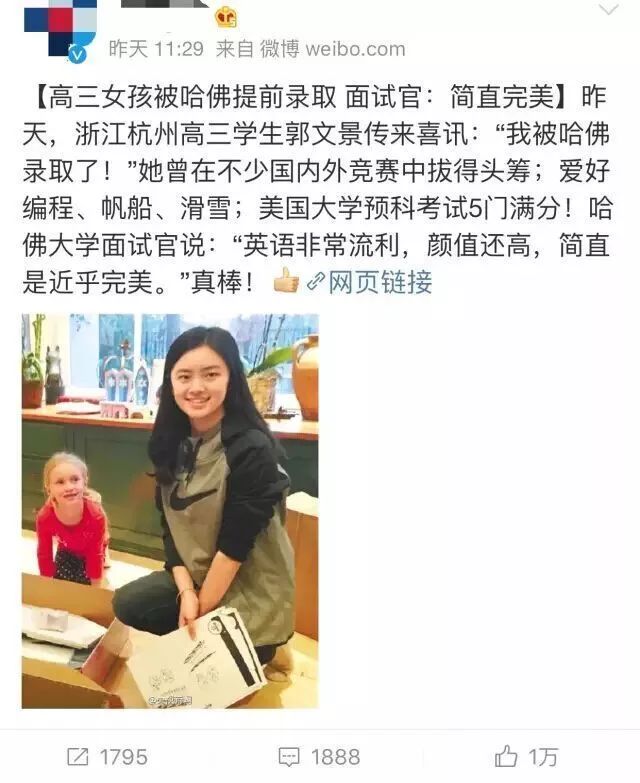 昨天 11:29 来自 微博 weibo.com
【高三女孩被哈佛提前录取 面试官：简直完美】昨
天，浙江杭州高三学生郭文景传来喜讯：“我被哈佛
录取了！”她曾在不少国内外竞赛中拔得头筹；爱好
编程、帆船、滑雪；美国大学预科考试5门满分！哈
佛大学面试官说：“英语非常流利，颜值还高，简直
是近乎完美。”真棒！ 网页链接
1795
1888
1万